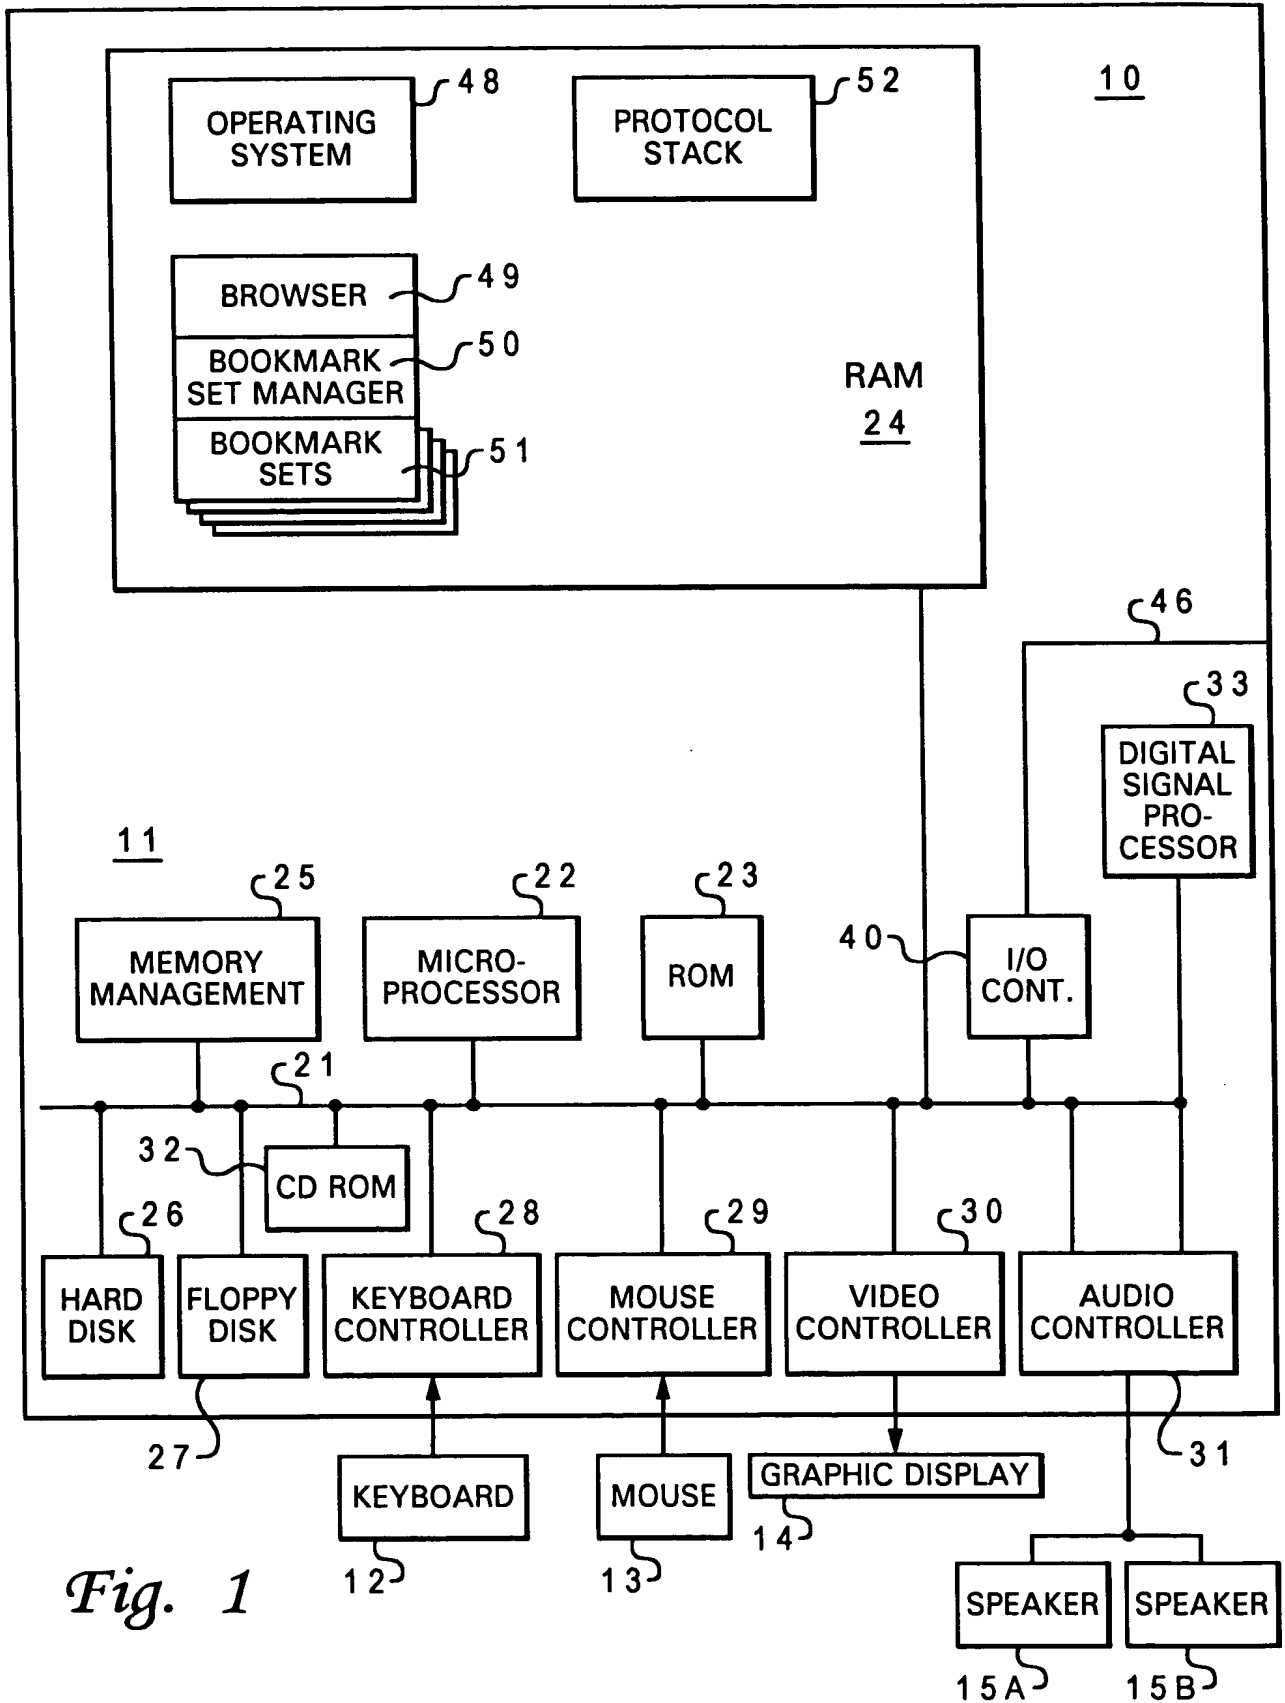 10
48
52
OPERATING
SYSTEM
PROTOCOL
STACK
BROWSER
49
BOOKMARK
SET MANAGER
50
BOOKMARK
SETS
51
RAM
24
46
33
DIGITAL
SIGNAL
PRO-
CESSOR
11
25
22
23
40
MEMORY
MANAGEMENT
MICRO-
PROCESSOR
ROM
I/O
CONT.
21
32
CD ROM
26
28
29
30
HARD
DISK
FLOPPY
DISK
KEYBOARD
CONTROLLER
MOUSE
CONTROLLER
VIDEO
CONTROLLER
AUDIO
CONTROLLER
27
31
KEYBOARD
MOUSE
GRAPHIC DISPLAY
12
13
14
SPEAKER
SPEAKER
15A
15B
Fig. 1